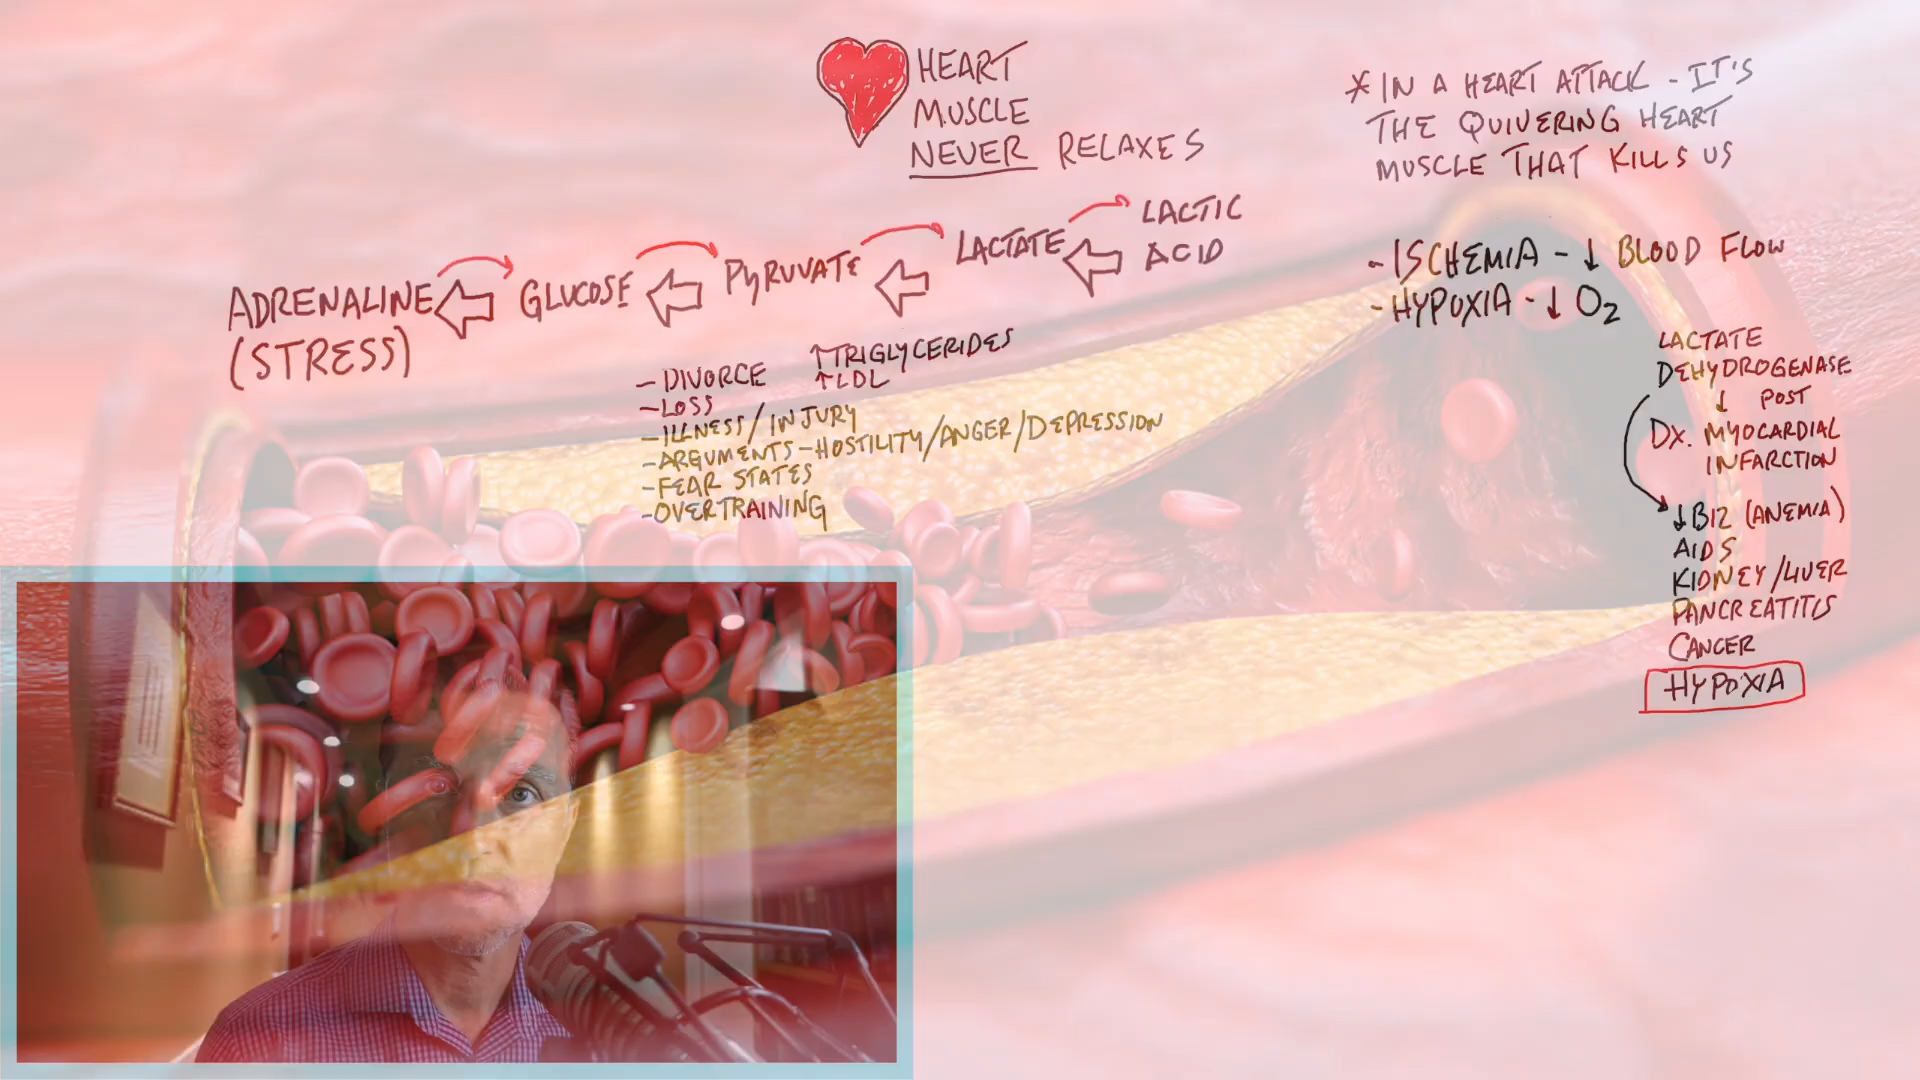 HEART
MUSCLE
NEVER RELAXES
* IN A HEART ATTACK - IT'S
THE QUIVERING HEART
MUSCLE THAT KILLS US
ADRENALINE GLUCOSE PYRUVATE LACTATE LACTIC
ACID
(STRESS)
- ISCHEMIA - ↓ BLOOD FLOW
- HYPOXIA - ↓ O2
- DIVORCE ↑TRIGLYCERIDES
- LOSS ↑LDL
- ILLNESS/INJURY
- ARGUMENTS - HOSTILITY/ANGER/DEPRESSION
- FEAR STATES
- OVERTRAINING
LACTATE
DEHYDROGENASE
↓ POST
DX. MYOCARDIAL
INFARCTION
↓ B12 (ANEMIA)
AIDS
KIDNEY/LIVER
PANCREATITIS
CANCER
HYPOXIA